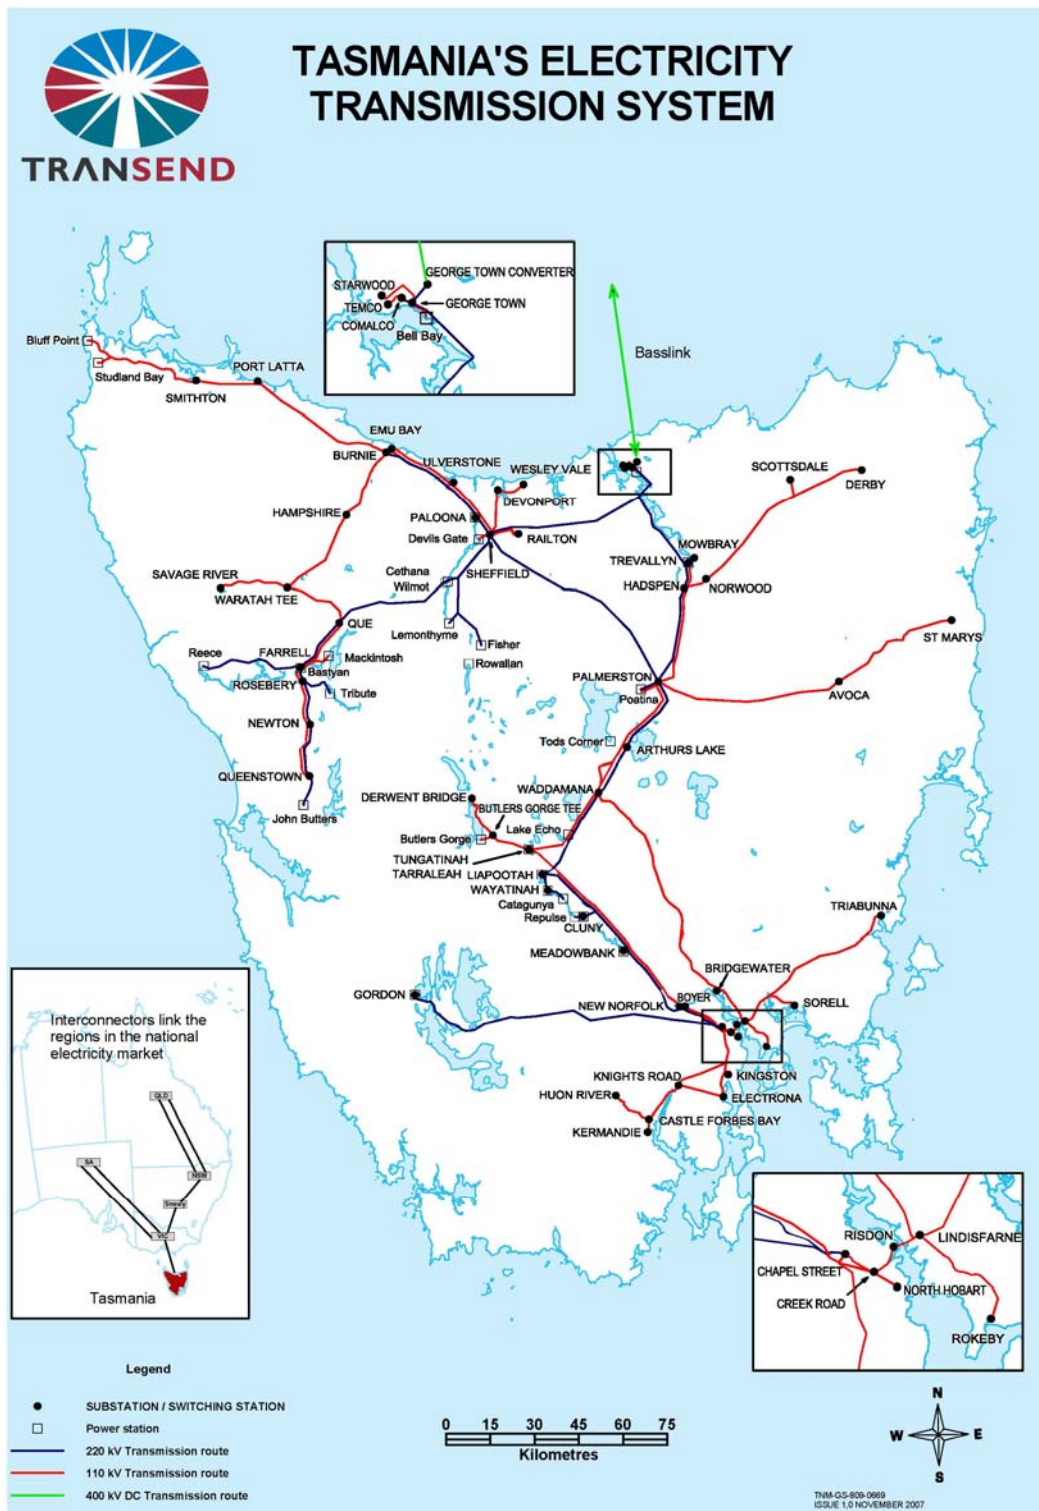 TASMANIA'S ELECTRICITY
TRANSMISSION SYSTEM
TRANSEND
GEORGE TOWN CONVERTER
STARWOOD
TEMCO
GEORGE TOWN
COMALCO
Bell Bay
Basslink
Bluff Point
Studland Bay
PORT LATTA
SMITHTON
EMU BAY
BURNIE
ULVERSTONE
WESLEY VALE
DEVONPORT
SCOTTSDALE
DERBY
HAMPSHIRE
PALOONA
Devils Gate
RAILTON
MOWBRAY
TREVALLYN
SHEFFIELD
SAVAGE RIVER
WARATAH TEE
Cethana
Wilmot
HADSPEN
NORWOOD
QUE
Lemonthyme
ST MARYS
Reece
FARRELL
Mackintosh
Fisher
Rowallan
Bastyan
ROSEBERY
Tribute
PALMERSTON
Poatina
AVOCA
NEWTON
Tods Corner
ARTHURS LAKE
QUEENSTOWN
John Butters
DERWENT BRIDGE
WADDAMANA
BUTLERS GORGE TEE
Butlers Gorge
Lake Echo
TUNGATINAH
TARRALEAH
LIAPOOTAH
WAYATINAH
Catagunya
Repulse
CLUNY
TRIABUNNA
MEADOWBANK
BRIDGEWATER
GORDON
NEW NORFOLK
BOYER
SORELL
KNIGHTS ROAD
KINGSTON
HUON RIVER
ELECTRONA
CASTLE FORBES BAY
KERMANDIE
Interconnectors link the
regions in the national
electricity market
QLD
SA
NSW
Snowy
VIC
Tasmania
RISDON
LINDISFARNE
CHAPEL STREET
NORTH HOBART
CREEK ROAD
ROKEBY
Legend
SUBSTATION / SWITCHING STATION
Power station
220 kV Transmission route
110 kV Transmission route
400 kV DC Transmission route
0 15 30 45 60 75
Kilometres
N
W
E
S
TNM-GS-809-0669
ISSUE 1.0 NOVEMBER 2007